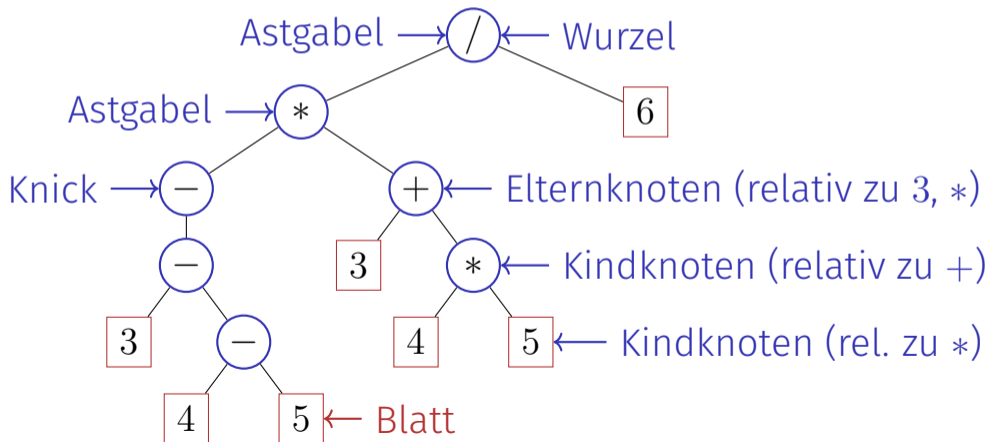 Astgabel / Wurzel
Astgabel * 6
Knick − + Elternknoten (relativ zu 3, ∗)
− 3 * Kindknoten (relativ zu +)
3 − 4 5 Kindknoten (rel. zu ∗)
4 5 Blatt